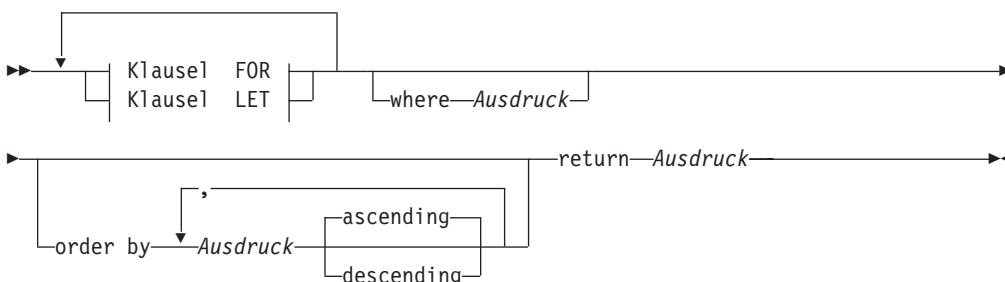 Klausel FOR
Klausel LET
where Ausdruck
return Ausdruck
,
order by Ausdruck
ascending
descending